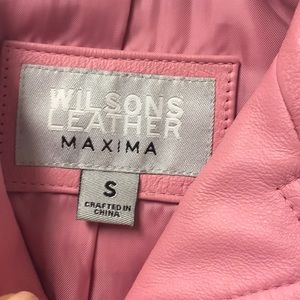 WILSONS
LEATHER
MAXIMA
S
CRAFTED IN
CHINA